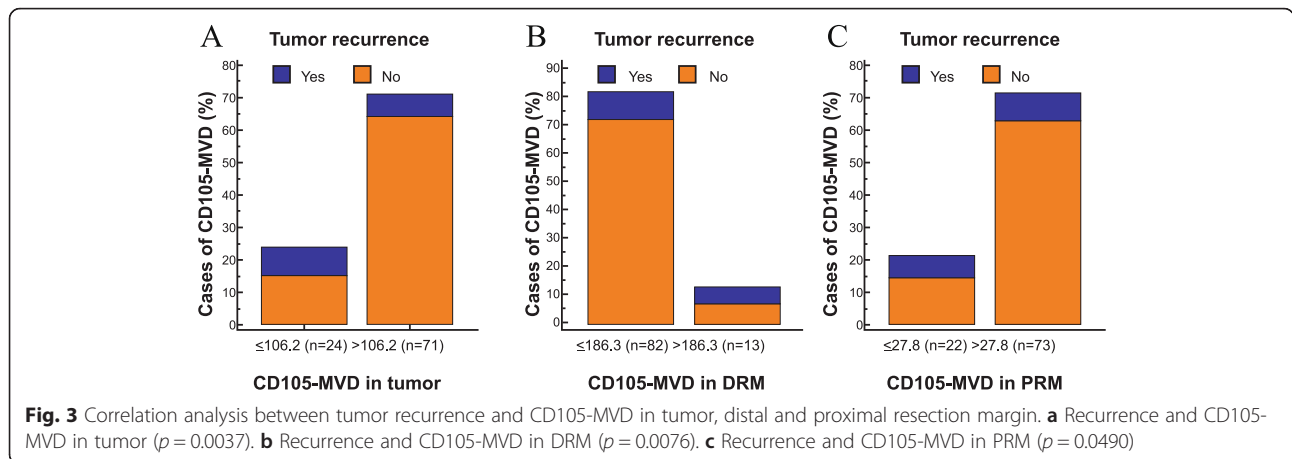 A
Tumor recurrence
Yes No
Cases of CD105-MVD (%)
80
70
60
50
40
30
20
10
0
≤106.2 (n=24) >106.2 (n=71)
CD105-MVD in tumor
B
Tumor recurrence
Yes No
Cases of CD105-MVD (%)
90
80
70
60
50
40
30
20
10
0
≤186.3 (n=82) >186.3 (n=13)
CD105-MVD in DRM
C
Tumor recurrence
Yes No
Cases of CD105-MVD (%)
80
70
60
50
40
30
20
10
0
≤27.8 (n=22) >27.8 (n=73)
CD105-MVD in PRM
Fig. 3 Correlation analysis between tumor recurrence and CD105-MVD in tumor, distal and proximal resection margin. a Recurrence and CD105-
MVD in tumor (p = 0.0037). b Recurrence and CD105-MVD in DRM (p = 0.0076). c Recurrence and CD105-MVD in PRM (p = 0.0490)